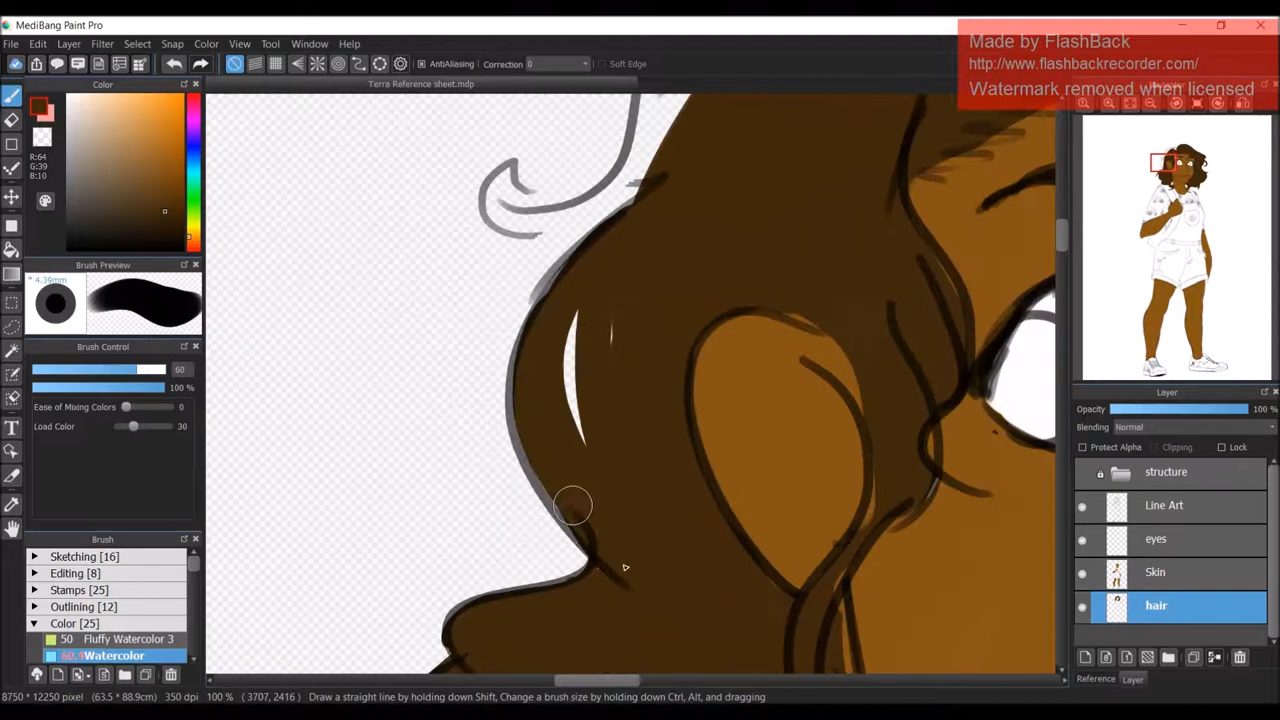 MediBang Paint Pro
Made by FlashBack
http://www.flashbackrecorder.com/
Watermark removed when licensed
File Edit Layer Filter Select Snap Color View Tool Window Help
AntiAliasing Correction 0 Soft Edge
Color
Terra Reference sheet.mdp
R:64
G:39
B:10
Brush Preview
* 4.39mm
Brush Control
60
100 %
Ease of Mixing Colors 0
Load Color 30
Brush
Sketching [16]
Editing [8]
Stamps [25]
Outlining [12]
Color [25]
50 Fluffy Watercolor 3
Watercolor
Layer
Opacity 100 %
Blending Normal
Protect Alpha Clipping Lock
structure
Line Art
eyes
Skin
hair
Reference Layer
8750 * 12250 pixel (63.5 * 88.9cm) 350 dpi 100 % ( 3707, 2416 ) Draw a straight line by holding down Shift, Change a brush size by holding down Ctrl, Alt, and dragging